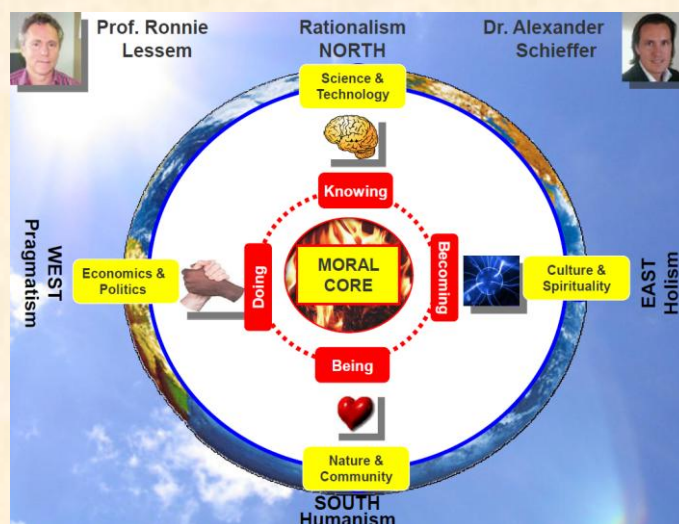 Prof. Ronnie
Lessem
Rationalism
NORTH
Dr. Alexander
Schieffer
Science &
Technology
Knowing
WEST
Pragmatism
Economics &
Politics
Doing
MORAL
CORE
Becoming
Culture &
Spirituality
EAST
Holism
Being
Nature &
Community
SOUTH
Humanism